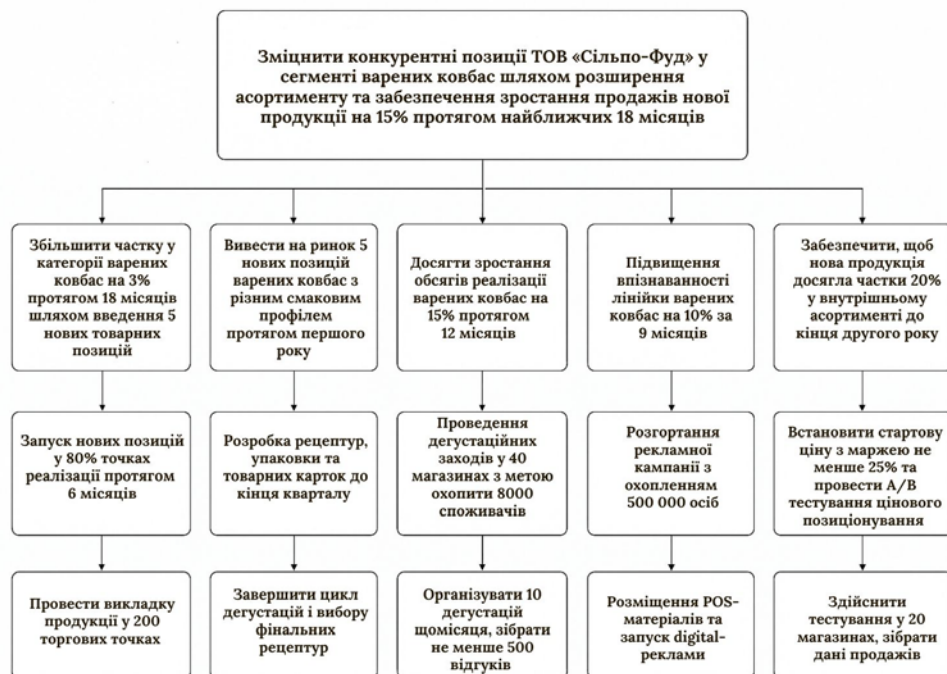 Зміцнити конкурентні позиції ТОВ «Сільпо-Фуд» у
сегменті варених ковбас шляхом розширення
асортименту та забезпечення зростання продажів нової
продукції на 15% протягом найближчих 18 місяців
Збільшити частку у
категорії варених ковбас
на 3%
протягом 18 місяців
шляхом введення 5
нових товарних
позицій
Вивести на ринок 5
нових позицій
варених ковбас з
різним смаковим
профілем
протягом першого
року
Досягти зростання
обсягів реалізації
варених ковбас на
15% протягом
12 місяців
Підвищення
впізнаванності
лінійки варених
ковбас на 10% за
9 місяців
Забезпечити, щоб
нова продукція
досягла частки 20%
у внутрішньому
асортименті до
кінця другого року
Запуск нових позицій
у 80% точках
реалізації протягом
6 місяців
Розробка рецептур,
упаковки та
товарних карток до
кінця кварталу
Проведення
дегустаційних
заходів у 40
магазинах з метою
охопити 8000
споживачів
Розгортання
рекламної
кампанії з
охопленням
500 000 осіб
Встановити стартову
ціну з маржею не
менше 25% та
провести A/B
тестування цінового
позиціонування
Провести викладку
продукції у 200
торгових точках
Завершити цикл
дегустацій і вибору
фінальних
рецептур
Організувати 10
дегустацій
щомісяця, зібрати
не менше 500
відгуків
Розміщення POS-
матеріалів та
запуск digital-
реклами
Здійснити
тестування у 20
магазинах, зібрати
дані продажів